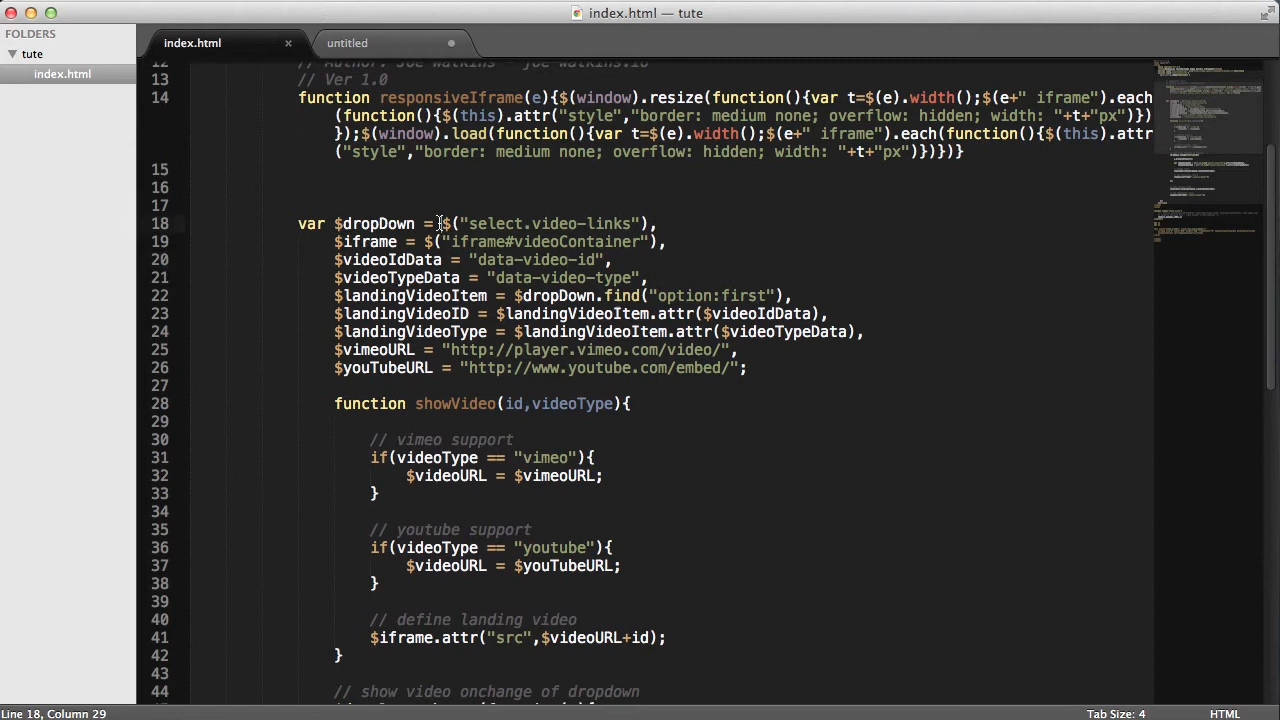 index.html — tute
FOLDERS
tute
index.html
index.html ×
untitled
12 // Author: Joe Watkins - joe-watkins.io
13 // Ver 1.0
14 function responsiveIframe(e){$(window).resize(function(){var t=$(e).width();$(e+" iframe").each
(function(){$(this).attr("style","border: medium none; overflow: hidden; width: "+t+"px")})
});$(window).load(function(){var t=$(e).width();$(e+" iframe").each(function(){$(this).attr
("style","border: medium none; overflow: hidden; width: "+t+"px")})})}
15
16
17
18 var $dropDown = $("select.video-links"),
19 $iframe = $("iframe#videoContainer"),
20 $videoIdData = "data-video-id",
21 $videoTypeData = "data-video-type",
22 $landingVideoItem = $dropDown.find("option:first"),
23 $landingVideoID = $landingVideoItem.attr($videoIdData),
24 $landingVideoType = $landingVideoItem.attr($videoTypeData),
25 $vimeoURL = "http://player.vimeo.com/video/",
26 $youTubeURL = "http://www.youtube.com/embed/";
27
28 function showVideo(id,videoType){
29
30 // vimeo support
31 if(videoType == "vimeo"){
32 $videoURL = $vimeoURL;
33 }
34
35 // youtube support
36 if(videoType == "youtube"){
37 $videoURL = $youTubeURL;
38 }
39
40 // define landing video
41 $iframe.attr("src",$videoURL+id);
42 }
43
44 // show video onchange of dropdown
Line 18, Column 29
Tab Size: 4
HTML